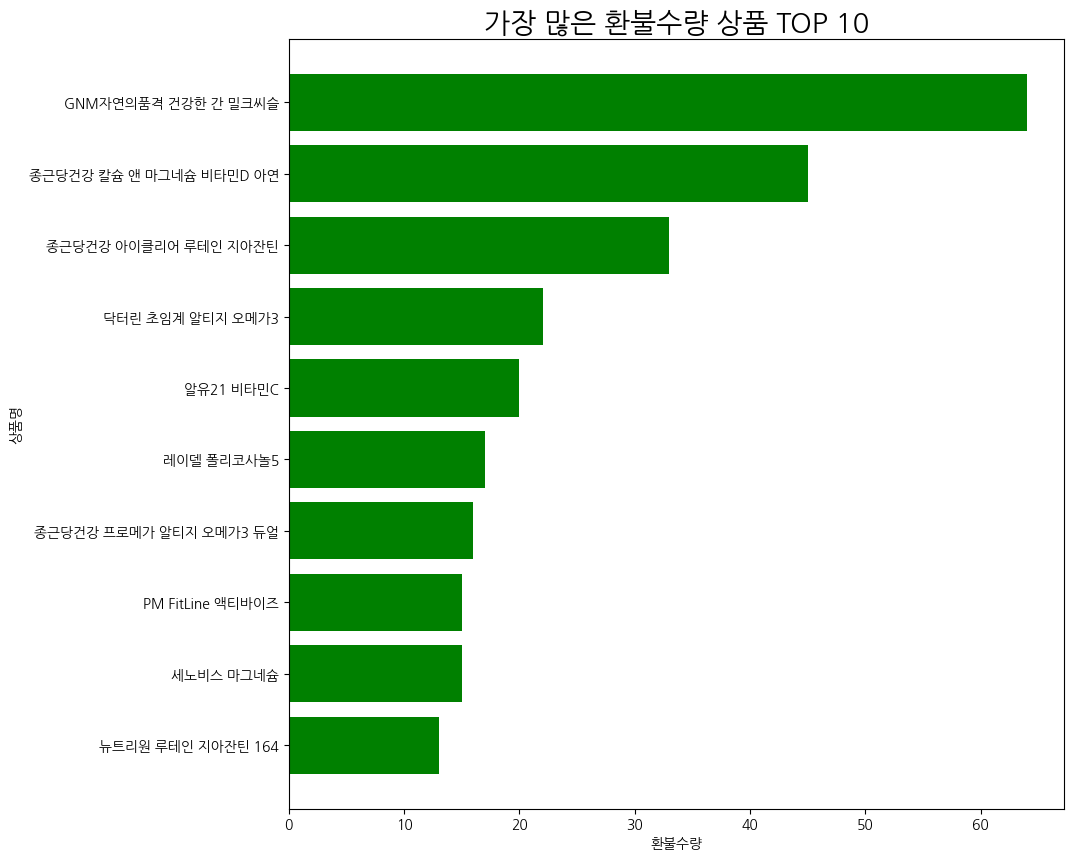 가장 많은 환불수량 상품 TOP 10
GNM자연의품격 건강한 간 밀크씨슬
종근당건강 칼슘 앤 마그네슘 비타민D 아연
종근당건강 아이클리어 루테인 지아잔틴
닥터린 초임계 알티지 오메가3
알유21 비타민C
레이델 폴리코사놀5
종근당건강 프로메가 알티지 오메가3 듀얼
PM FitLine 액티바이즈
세노비스 마그네슘
뉴트리원 루테인 지아잔틴 164
상품명
0 10 20 30 40 50 60
환불수량